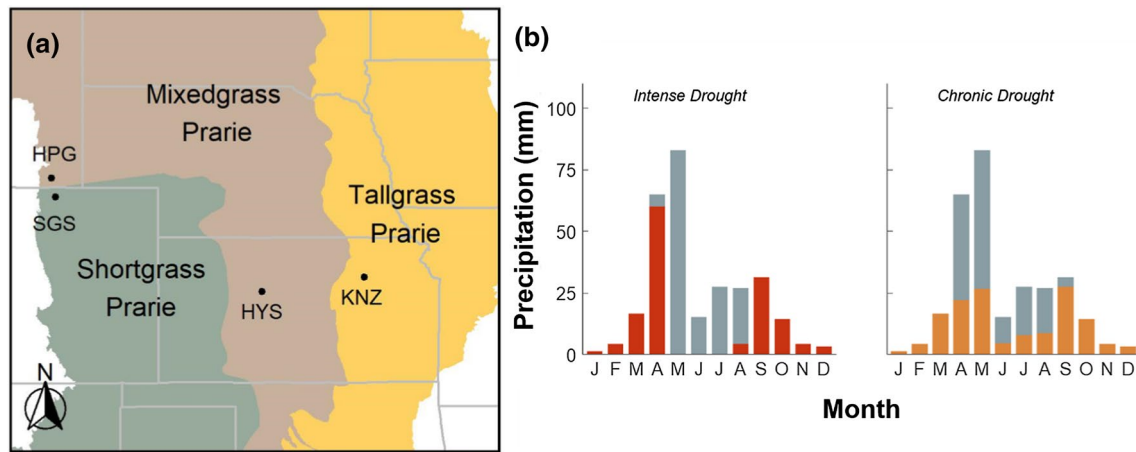 (a)
Mixedgrass
Prarie
HPG
SGS
Tallgrass
Prarie
Shortgrass
Prarie
HYS
KNZ
N
(b)
Intense Drought
Chronic Drought
Precipitation (mm)
100
75
50
25
0
J F M A M J J A S O N D
J F M A M J J A S O N D
Month